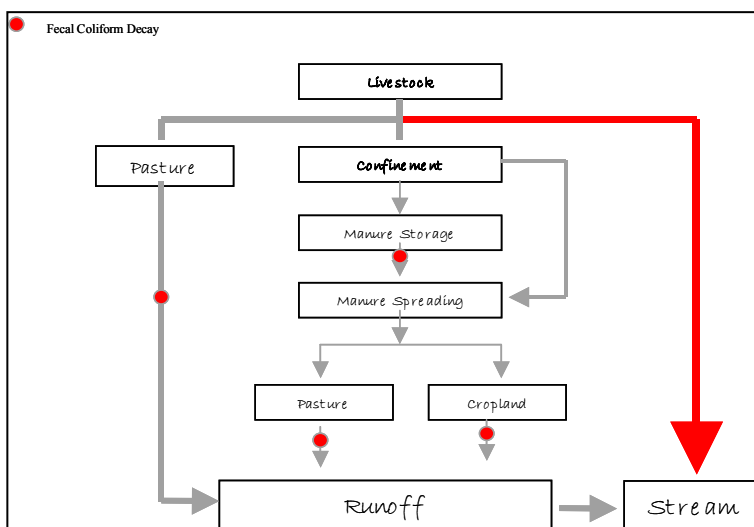 Fecal Coliform Decay
Livestock
Pasture
Confinement
Manure Storage
Manure Spreading
Pasture
Cropland
Runoff
Stream